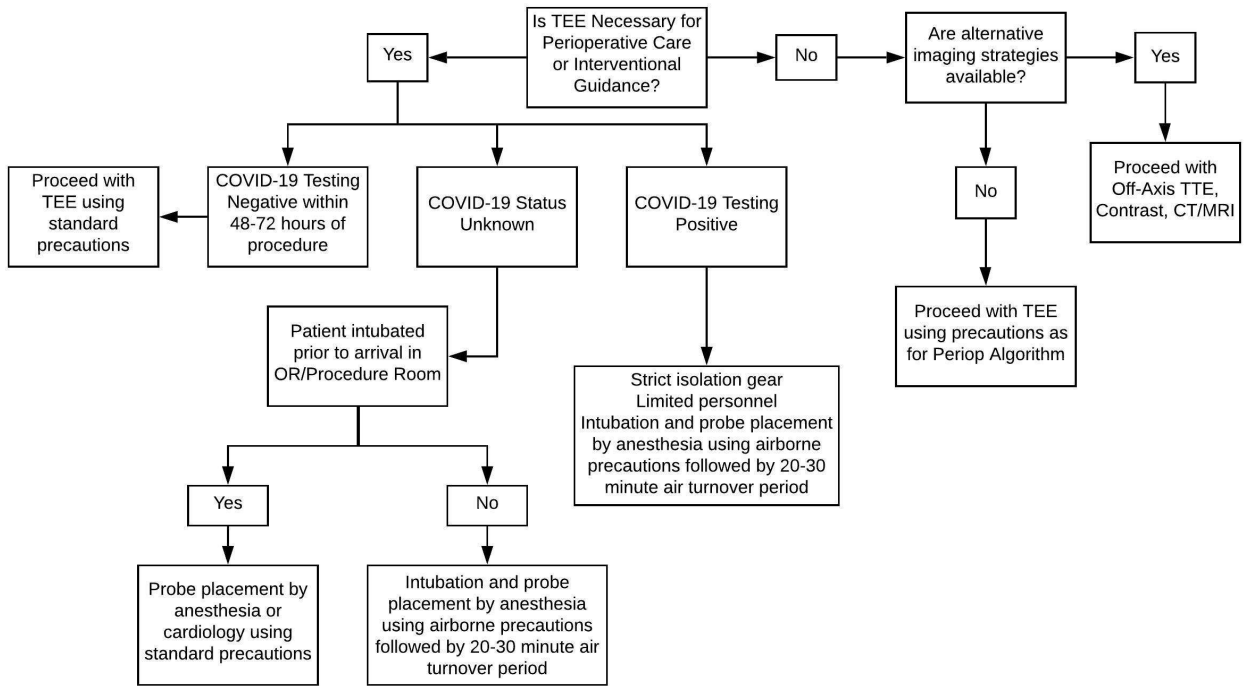 Is TEE Necessary for
Perioperative Care
or Interventional
Guidance?
Yes
No
Are alternative
imaging strategies
available?
Yes
No
Proceed with
Off-Axis TTE,
Contrast, CT/MRI
Proceed with TEE
using precautions as
for Periop Algorithm
Proceed with
TEE using
standard
precautions
COVID-19 Testing
Negative within
48-72 hours of
procedure
COVID-19 Status
Unknown
COVID-19 Testing
Positive
Patient intubated
prior to arrival in
OR/Procedure Room
Strict isolation gear
Limited personnel
Intubation and probe placement
by anesthesia using airborne
precautions followed by 20-30
minute air turnover period
Yes
No
Probe placement by
anesthesia or
cardiology using
standard precautions
Intubation and probe
placement by anesthesia
using airborne precautions
followed by 20-30 minute air
turnover period